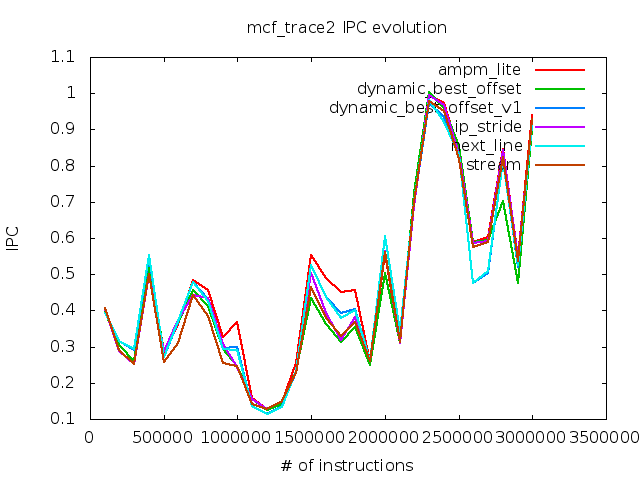 mcf_trace2 IPC evolution
1.1
1
0.9
0.8
0.7
0.6
0.5
0.4
0.3
0.2
0.1
IPC
ampm_lite
dynamic_best_offset
dynamic_best_offset_v1
ip_stride
next_line
stream
0 500000 1000000 1500000 2000000 2500000 3000000 3500000
# of instructions